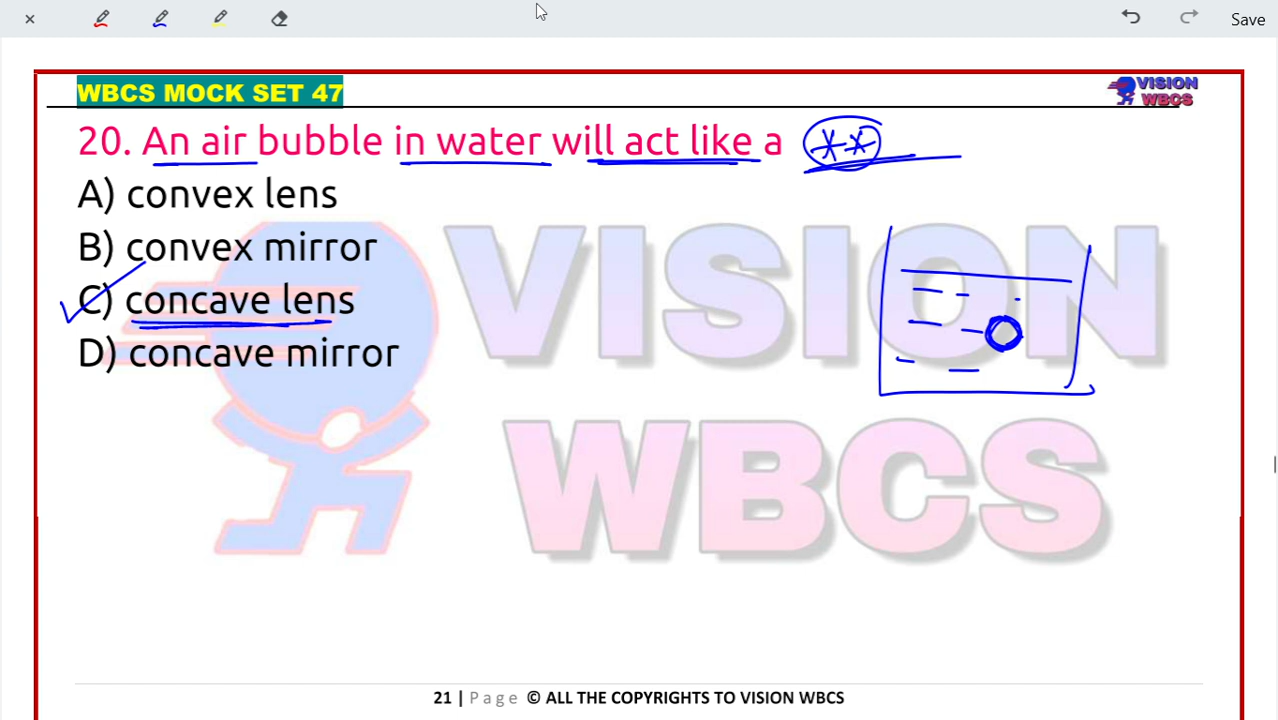 Save
WBCS MOCK SET 47
VISION
WBCS
20. An air bubble in water will act like a
A) convex lens
B) convex mirror
C) concave lens
D) concave mirror
VISION
WBCS
21 | Page © ALL THE COPYRIGHTS TO VISION WBCS